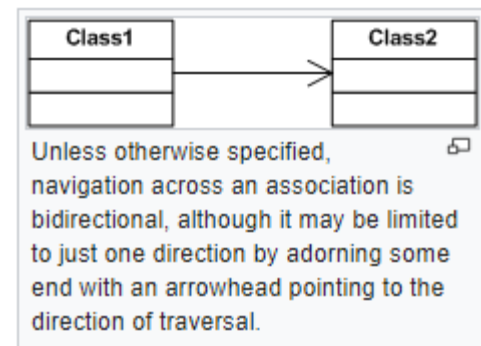 Class1 Class2
Unless otherwise specified,
navigation across an association is
bidirectional, although it may be limited
to just one direction by adorning some
end with an arrowhead pointing to the
direction of traversal.